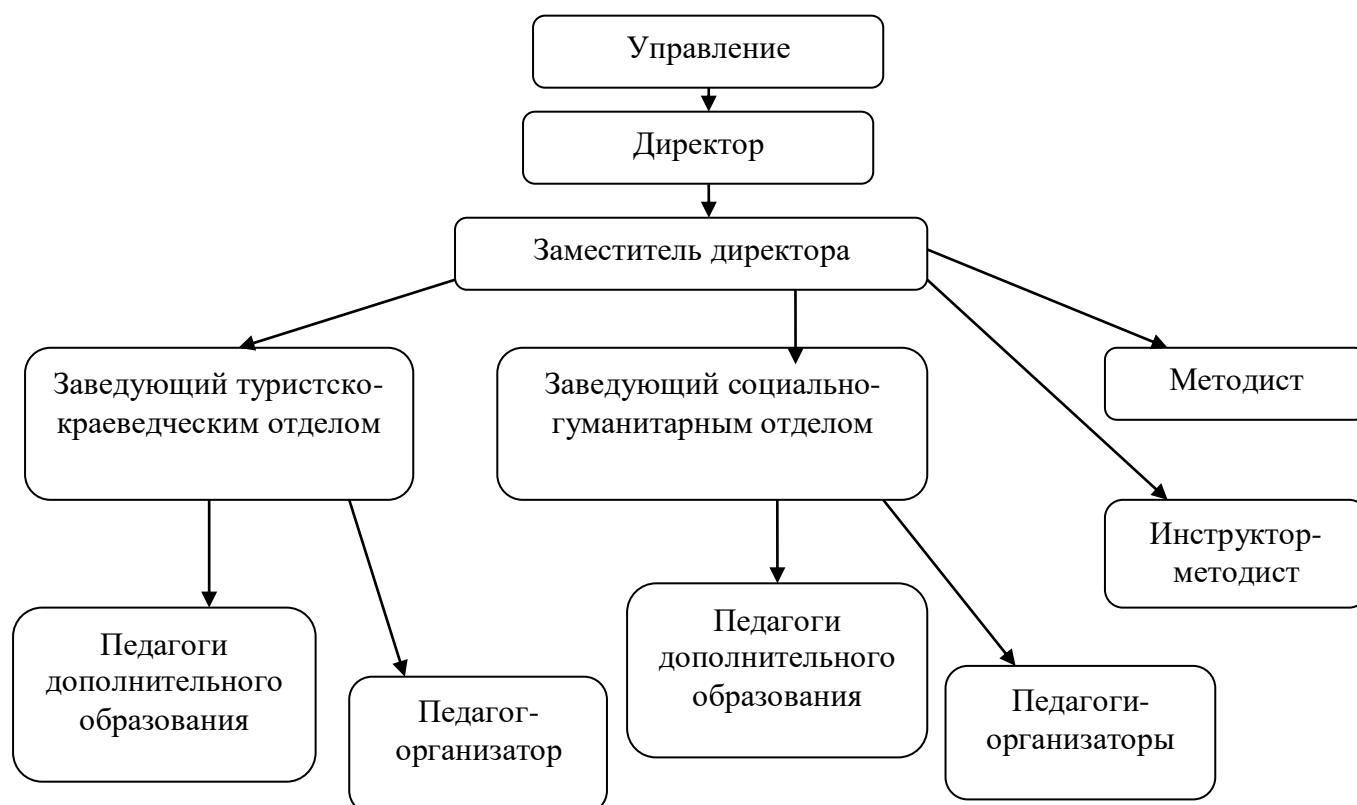 Управление
Директор
Заместитель директора
Заведующий туристско-
краеведческим отделом
Заведующий социально-
гуманитарным отделом
Методист
Инструктор-
методист
Педагоги
дополнительного
образования
Педагог-
организатор
Педагоги
дополнительного
образования
Педагоги-
организаторы